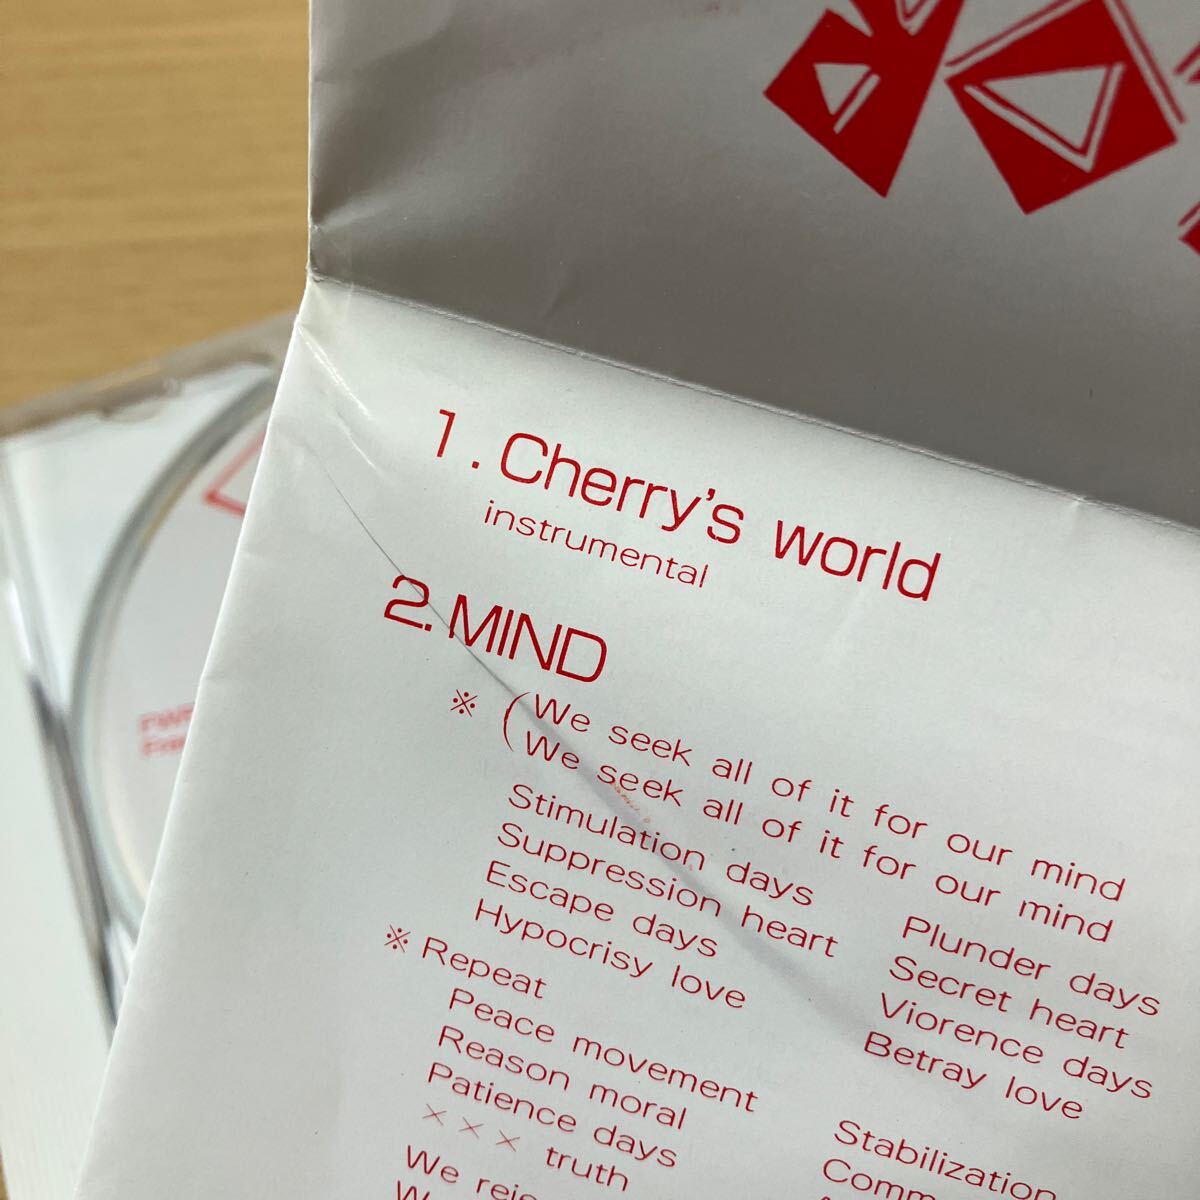 1. Cherry's world
instrumental
2. MIND
※ (We seek all of it for our mind
(We seek all of it for our mind
Stimulation days Plunder days
Suppression heart Secret heart
Escape days Viorence days
Hypocrisy love Betray love
※ Repeat
Peace movement Stabilization
Reason moral
Patience days
××× truth
We